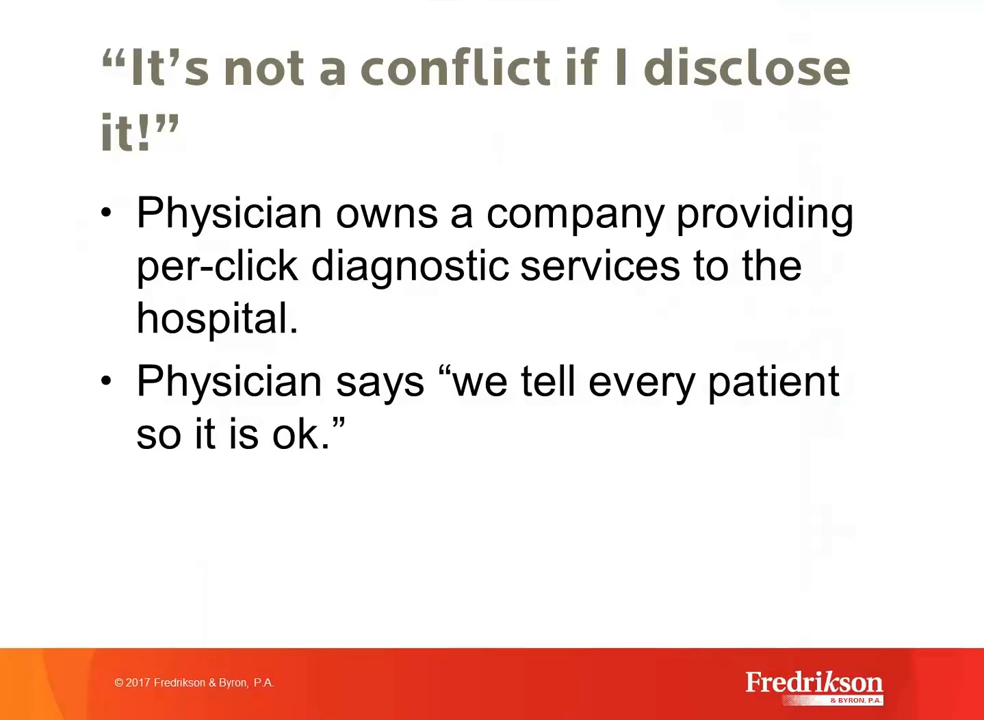 “It’s not a conflict if I disclose
it!”
• Physician owns a company providing
per-click diagnostic services to the
hospital.
• Physician says “we tell every patient
so it is ok.”
© 2017 Fredrikson & Byron, P.A.
Fredrikson
& BYRON, P.A.